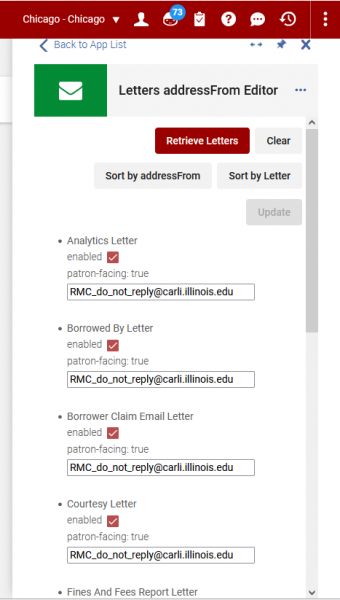 Chicago - Chicago
73
Back to App List
Letters addressFrom Editor
Retrieve Letters
Clear
Sort by addressFrom
Sort by Letter
Update
Analytics Letter
enabled
patron-facing: true
RMC_do_not_reply@carli.illinois.edu
Borrowed By Letter
enabled
patron-facing: true
RMC_do_not_reply@carli.illinois.edu
Borrower Claim Email Letter
enabled
patron-facing: true
RMC_do_not_reply@carli.illinois.edu
Courtesy Letter
enabled
patron-facing: true
RMC_do_not_reply@carli.illinois.edu
Fines And Fees Report Letter